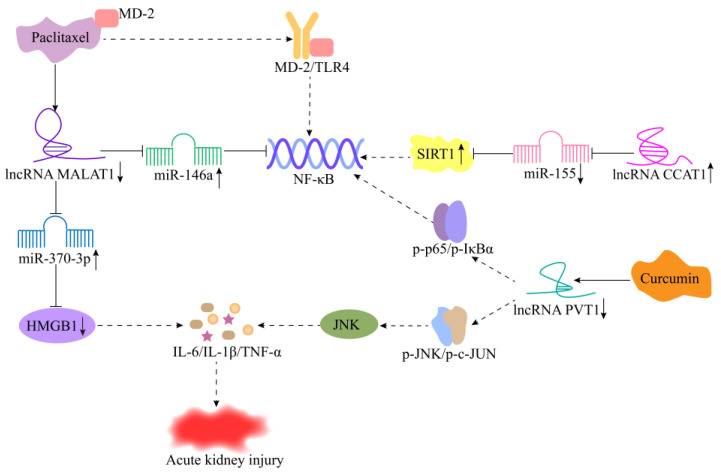 MD-2
Paclitaxel
MD-2/TLR4
lncRNA MALAT1
miR-146a
NF-κB
SIRT1
miR-155
lncRNA CCAT1
miR-370-3p
p-p65/p-IκBα
Curcumin
lncRNA PVT1
HMGB1
IL-6/IL-1β/TNF-α
JNK
p-JNK/p-c-JUN
Acute kidney injury